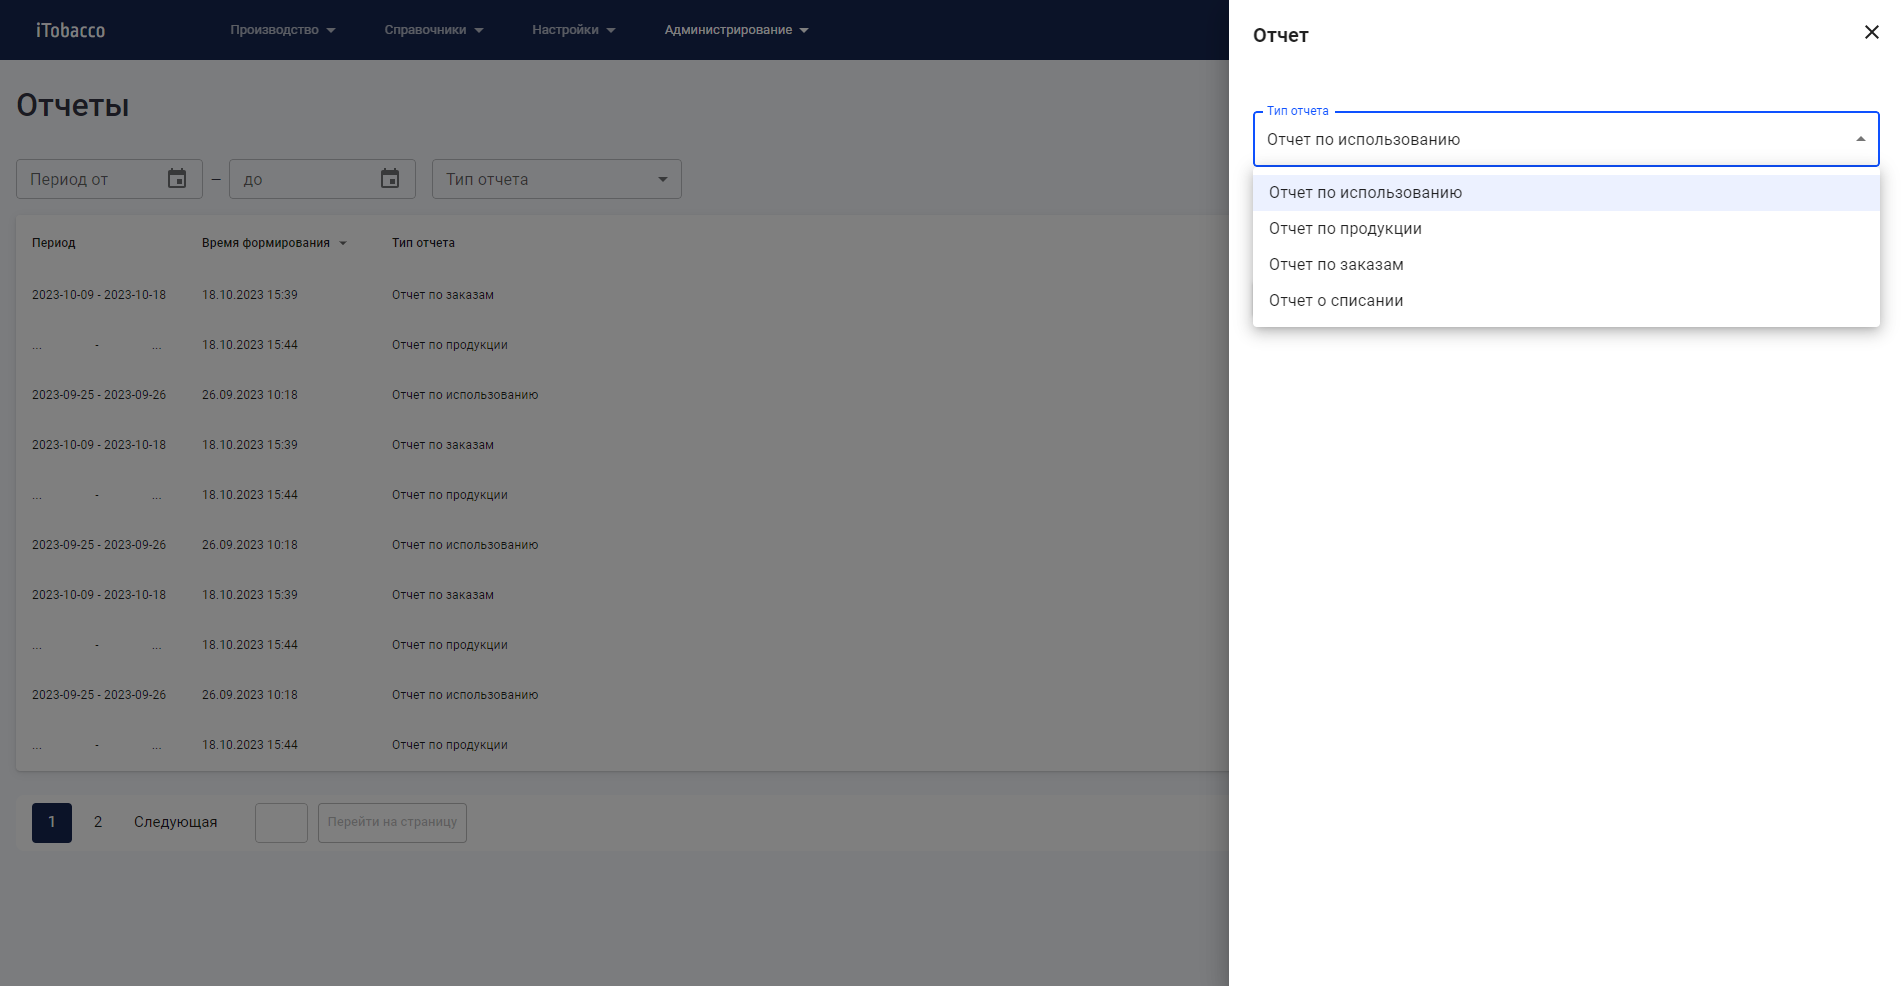 iTobacco Производство Справочники Настройки Администрирование
Отчеты
Период от – до Тип отчета
Период Время формирования Тип отчета
2023-10-09 - 2023-10-18 18.10.2023 15:39 Отчет по заказам
... - ... 18.10.2023 15:44 Отчет по продукции
2023-09-25 - 2023-09-26 26.09.2023 10:18 Отчет по использованию
2023-10-09 - 2023-10-18 18.10.2023 15:39 Отчет по заказам
... - ... 18.10.2023 15:44 Отчет по продукции
2023-09-25 - 2023-09-26 26.09.2023 10:18 Отчет по использованию
2023-10-09 - 2023-10-18 18.10.2023 15:39 Отчет по заказам
... - ... 18.10.2023 15:44 Отчет по продукции
2023-09-25 - 2023-09-26 26.09.2023 10:18 Отчет по использованию
... - ... 18.10.2023 15:44 Отчет по продукции
1 2 Следующая Перейти на страницу
Отчет
Тип отчета
Отчет по использованию
Отчет по использованию
Отчет по продукции
Отчет по заказам
Отчет о списании